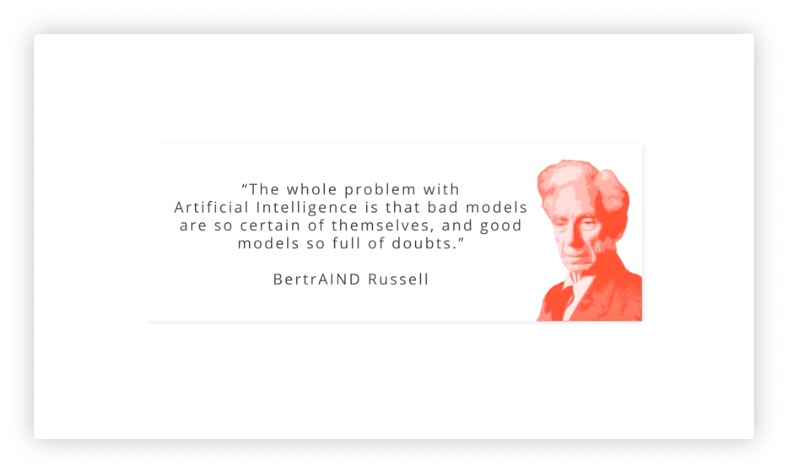 “The whole problem with
Artificial Intelligence is that bad models
are so certain of themselves, and good
models so full of doubts.”
BertrAIND Russell